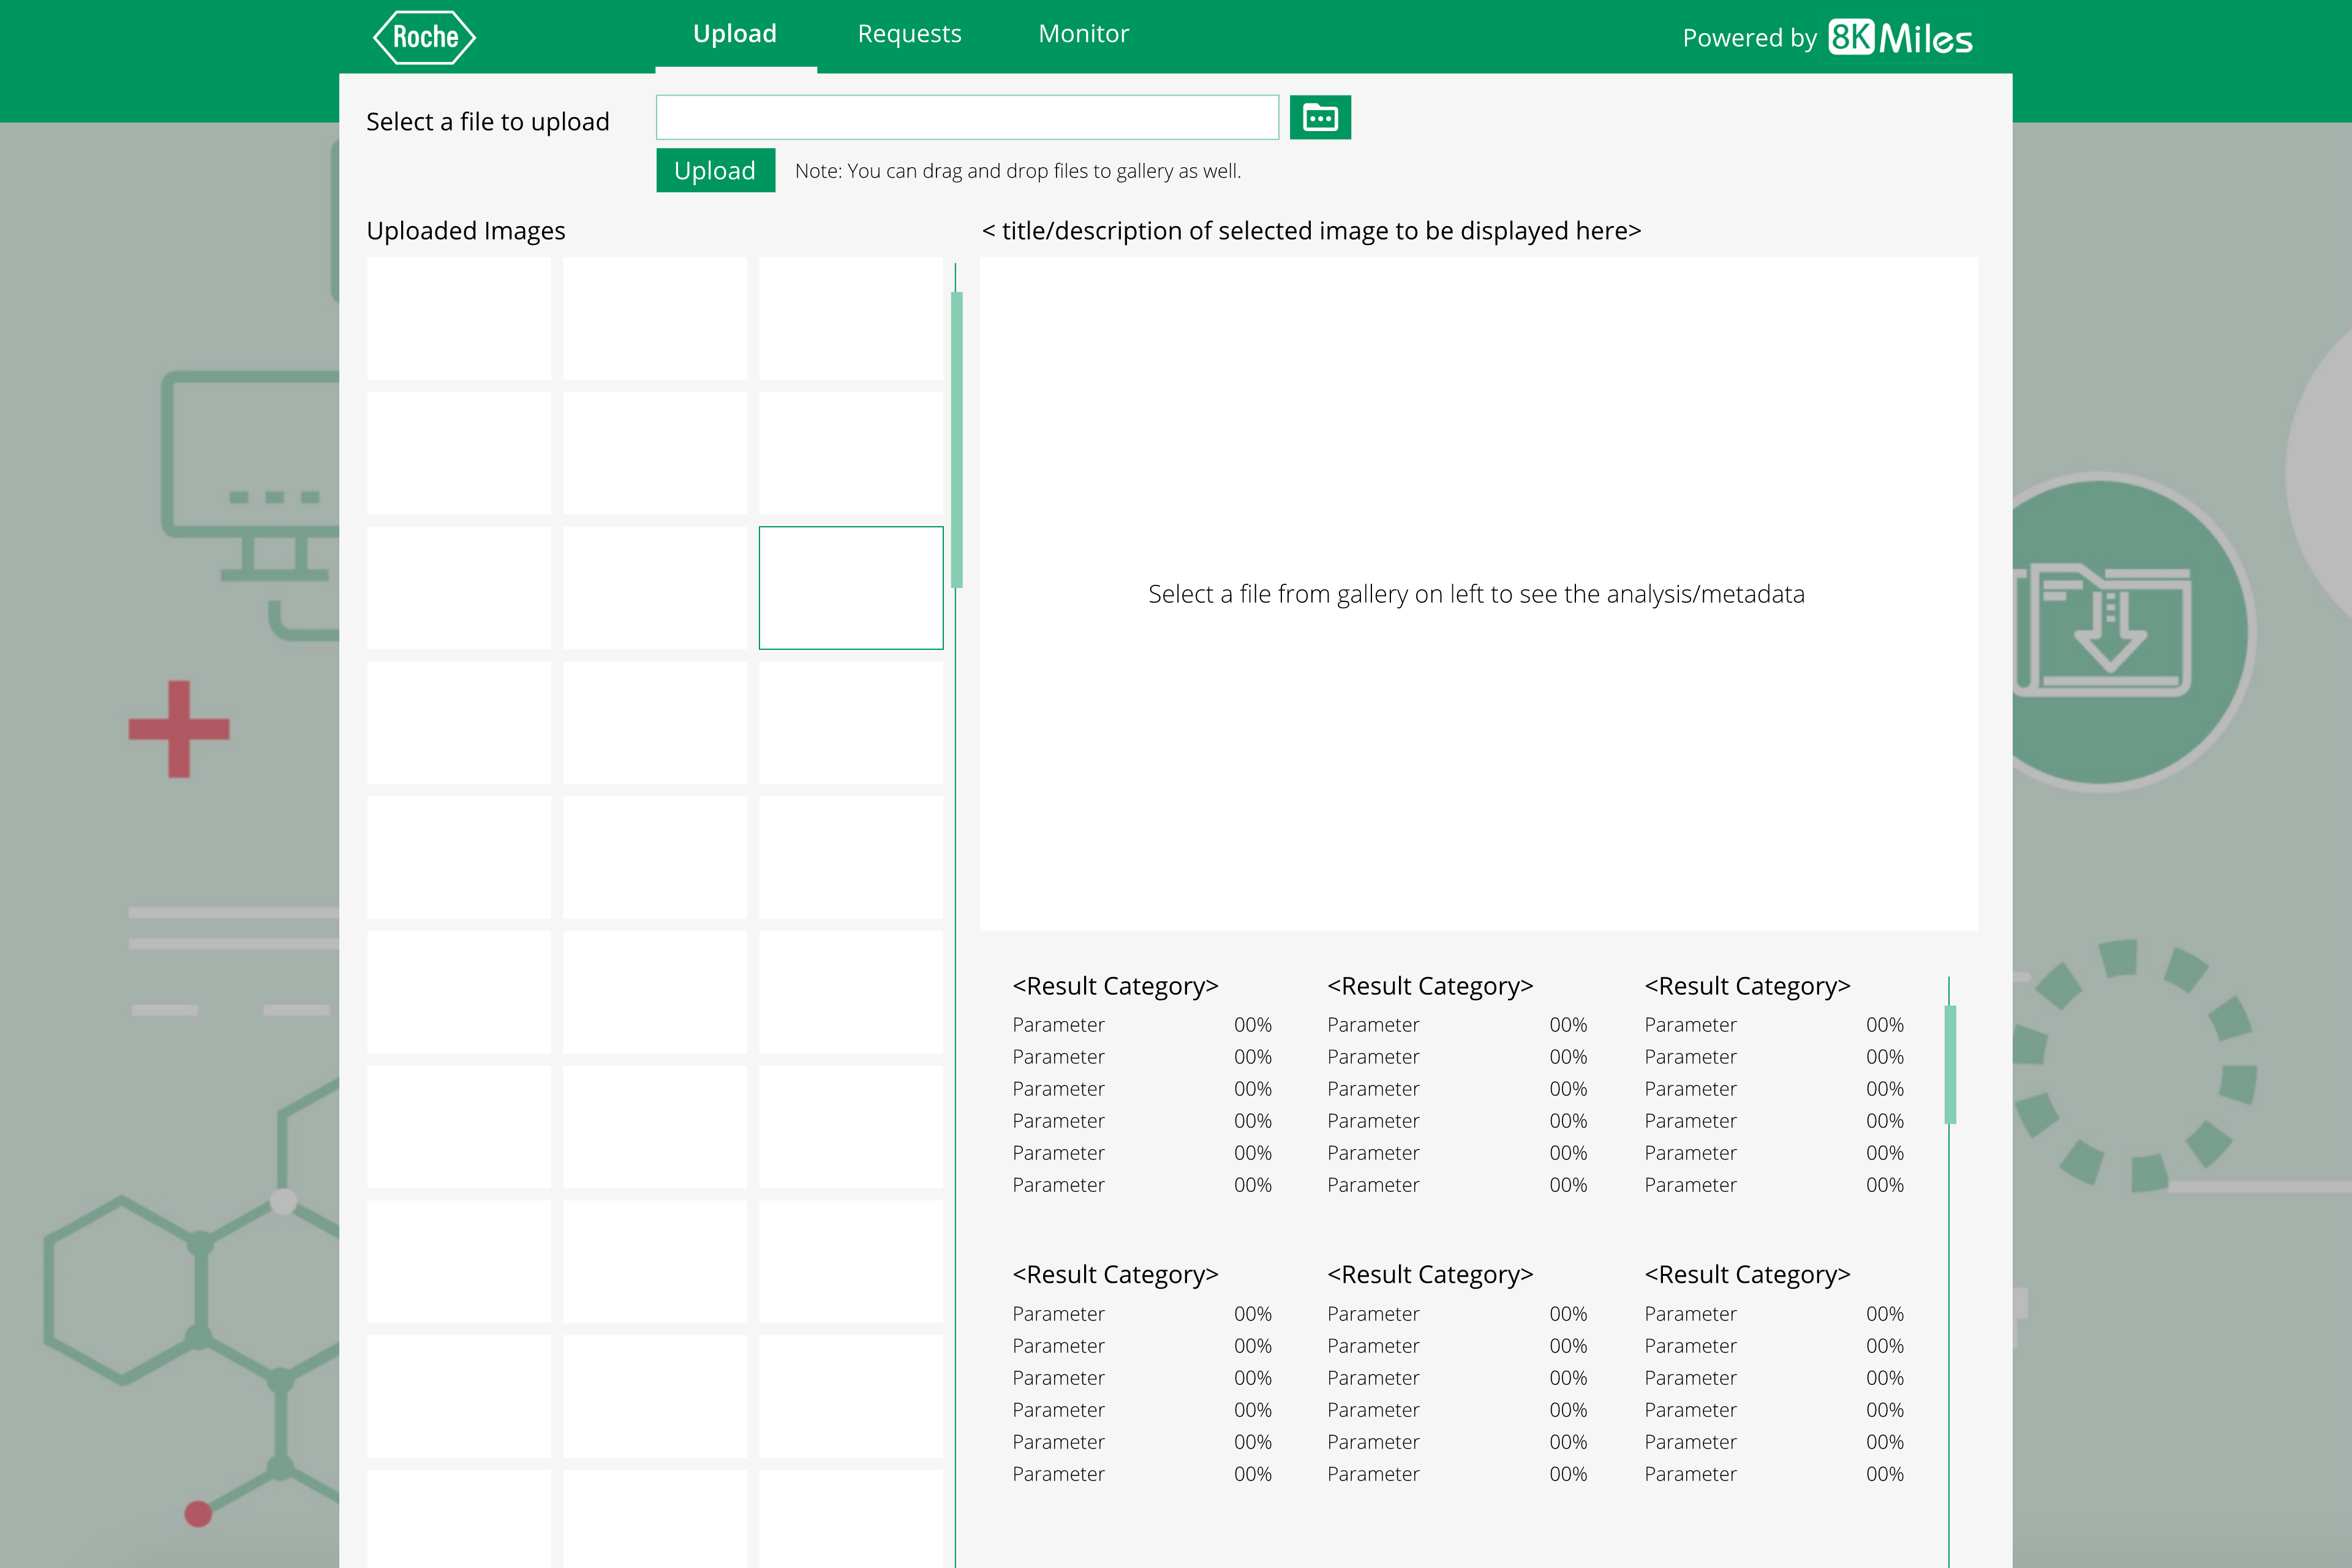 Roche
Upload Requests Monitor
Powered by 8K Miles
Select a file to upload
Upload Note: You can drag and drop files to gallery as well.
Uploaded Images
< title/description of selected image to be displayed here>
Select a file from gallery on left to see the analysis/metadata
<Result Category> <Result Category> <Result Category>
Parameter 00% Parameter 00% Parameter 00%
Parameter 00% Parameter 00% Parameter 00%
Parameter 00% Parameter 00% Parameter 00%
Parameter 00% Parameter 00% Parameter 00%
Parameter 00% Parameter 00% Parameter 00%
Parameter 00% Parameter 00% Parameter 00%
<Result Category> <Result Category> <Result Category>
Parameter 00% Parameter 00% Parameter 00%
Parameter 00% Parameter 00% Parameter 00%
Parameter 00% Parameter 00% Parameter 00%
Parameter 00% Parameter 00% Parameter 00%
Parameter 00% Parameter 00% Parameter 00%
Parameter 00% Parameter 00% Parameter 00%